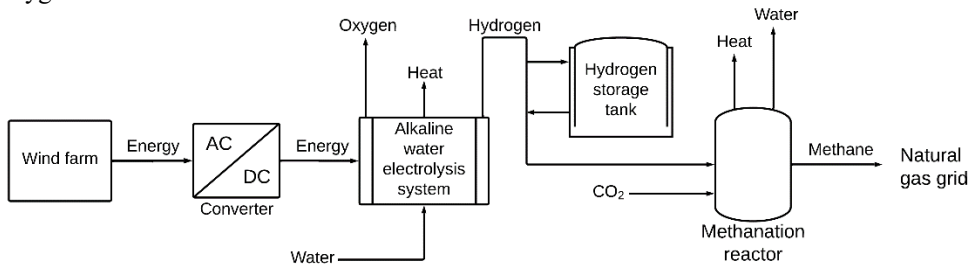 Oxygen
Hydrogen
Water
Heat
Heat
Hydrogen
storage
tank
Wind farm
Energy
AC
DC
Converter
Energy
Alkaline
water
electrolysis
system
Methane
Natural
gas grid
CO₂
Methanation
reactor
Water